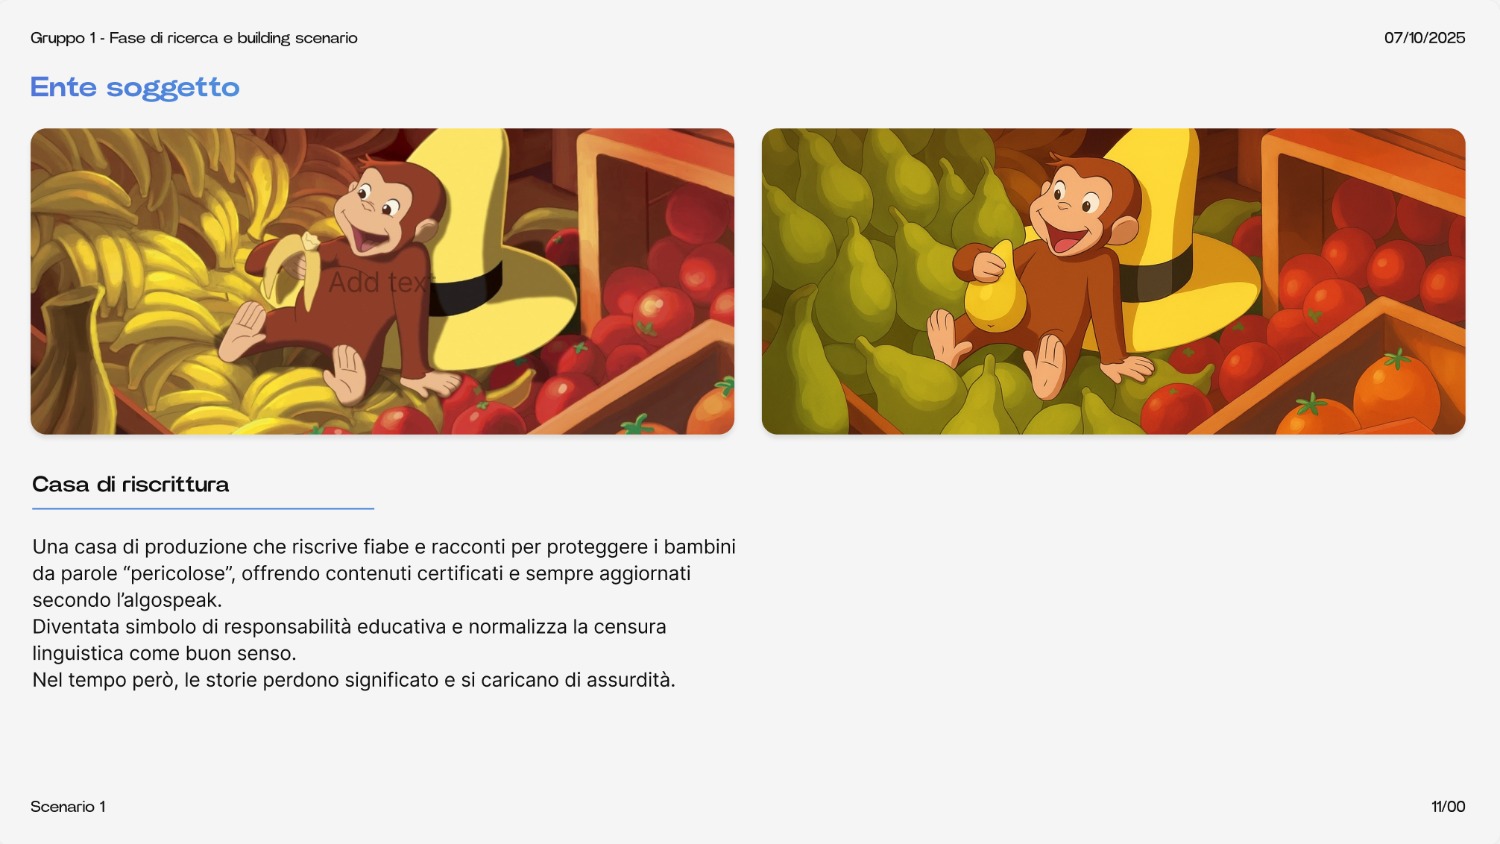 Gruppo 1 - Fase di ricerca e building scenario
07/10/2025
Ente soggetto
Add text
Casa di riscrittura
Una casa di produzione che riscrive fiabe e racconti per proteggere i bambini
da parole “pericolose”, offrendo contenuti certificati e sempre aggiornati
secondo l’algospeak.
Diventata simbolo di responsabilità educativa e normalizza la censura
linguistica come buon senso.
Nel tempo però, le storie perdono significato e si caricano di assurdità.
Scenario 1
11/00